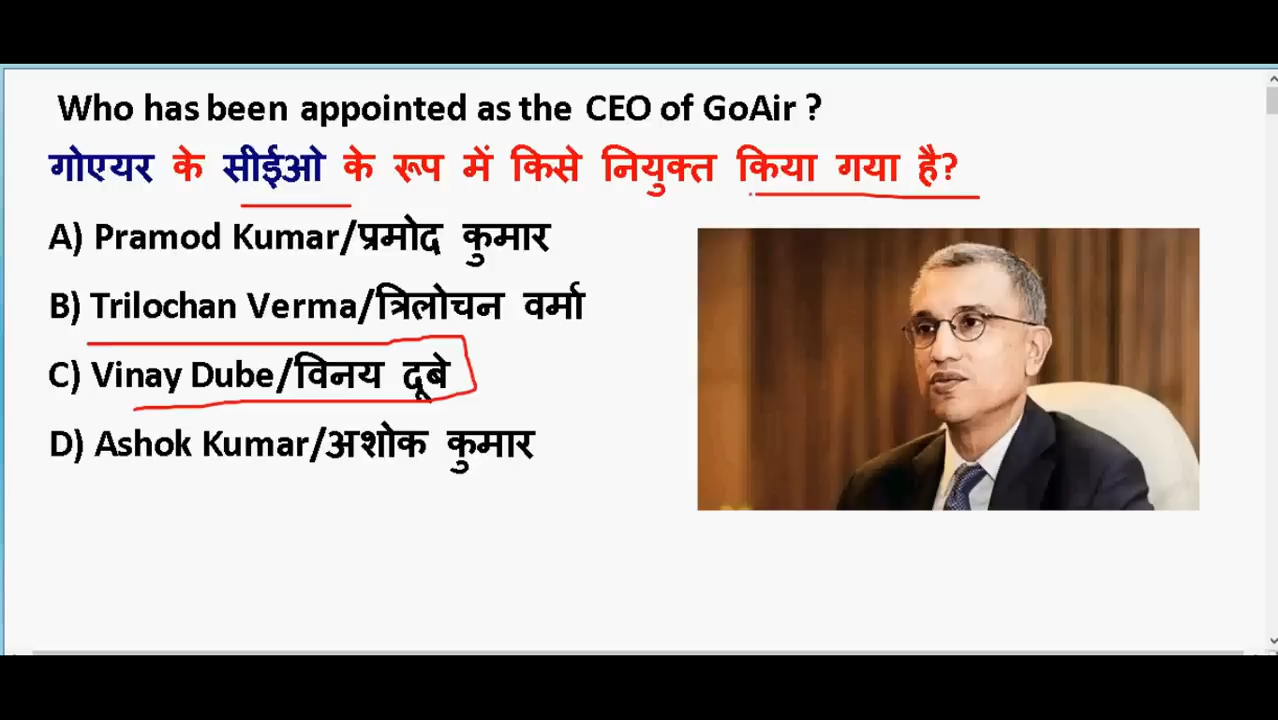 Who has been appointed as the CEO of GoAir ?
गोएयर के सीईओ के रूप में किसे नियुक्त किया गया है?
A) Pramod Kumar/प्रमोद कुमार
B) Trilochan Verma/त्रिलोचन वर्मा
C) Vinay Dube/विनय दूबे
D) Ashok Kumar/अशोक कुमार